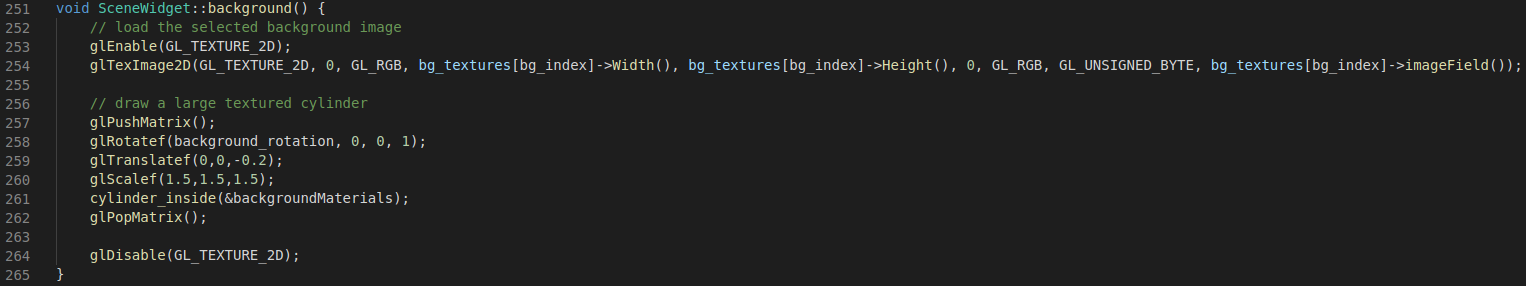 251 void SceneWidget::background() {
252     // load the selected background image
253     glEnable(GL_TEXTURE_2D);
254     glTexImage2D(GL_TEXTURE_2D, 0, GL_RGB, bg_textures[bg_index]->Width(), bg_textures[bg_index]->Height(), 0, GL_RGB, GL_UNSIGNED_BYTE, bg_textures[bg_index]->imageField());
255
256     // draw a large textured cylinder
257     glPushMatrix();
258     glRotatef(background_rotation, 0, 0, 1);
259     glTranslatef(0,0,-0.2);
260     glScalef(1.5,1.5,1.5);
261     cylinder_inside(&backgroundMaterials);
262     glPopMatrix();
263
264     glDisable(GL_TEXTURE_2D);
265 }